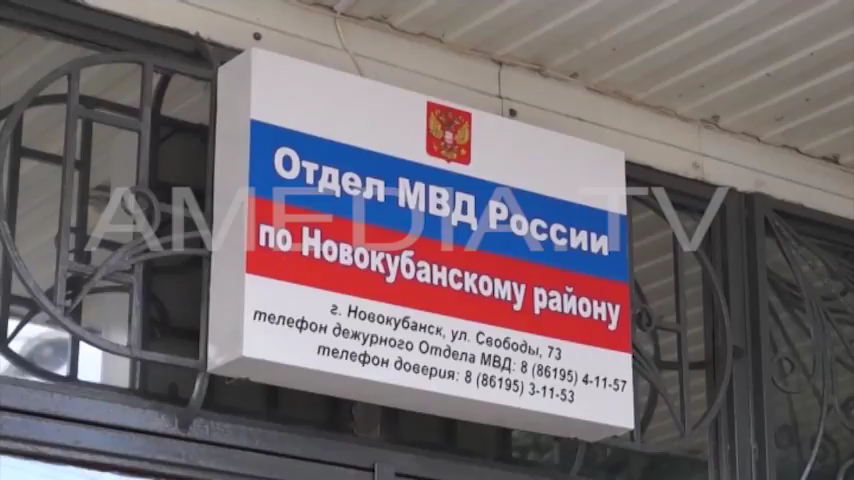 Отдел МВД России
по Новокубанскому району
г. Новокубанск, ул. Свободы, 73
телефон дежурного Отдела МВД: 8 (86195) 4-11-57
телефон доверия: 8 (86195) 3-11-53
AMEDIA.TV